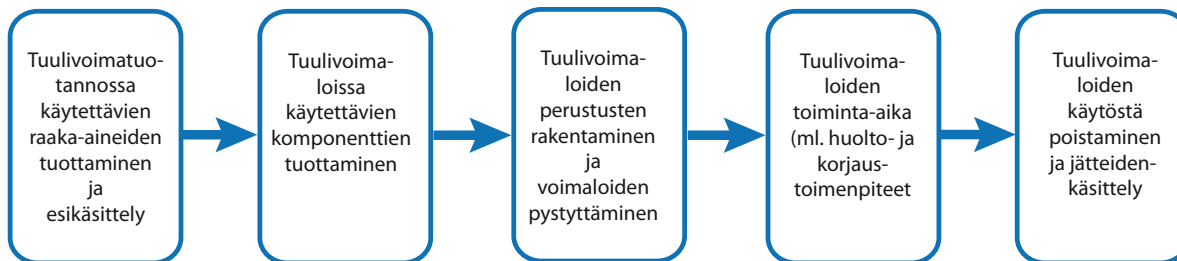 Tuulivoimatuo-
tannossa
käytettävien
raaka-aineiden
tuottaminen
ja
esikäsittely
Tuulivoima-
loissa
käytettävien
komponenttien
tuottaminen
Tuulivoima-
loiden
perustusten
rakentaminen
ja
voimaloiden
pystyttäminen
Tuulivoima-
loiden
toiminta-aika
(ml. huolto- ja
korjaus-
toimenpiteet
Tuulivoima-
loiden
käytöstä
poistaminen
ja jätteiden-
käsittely